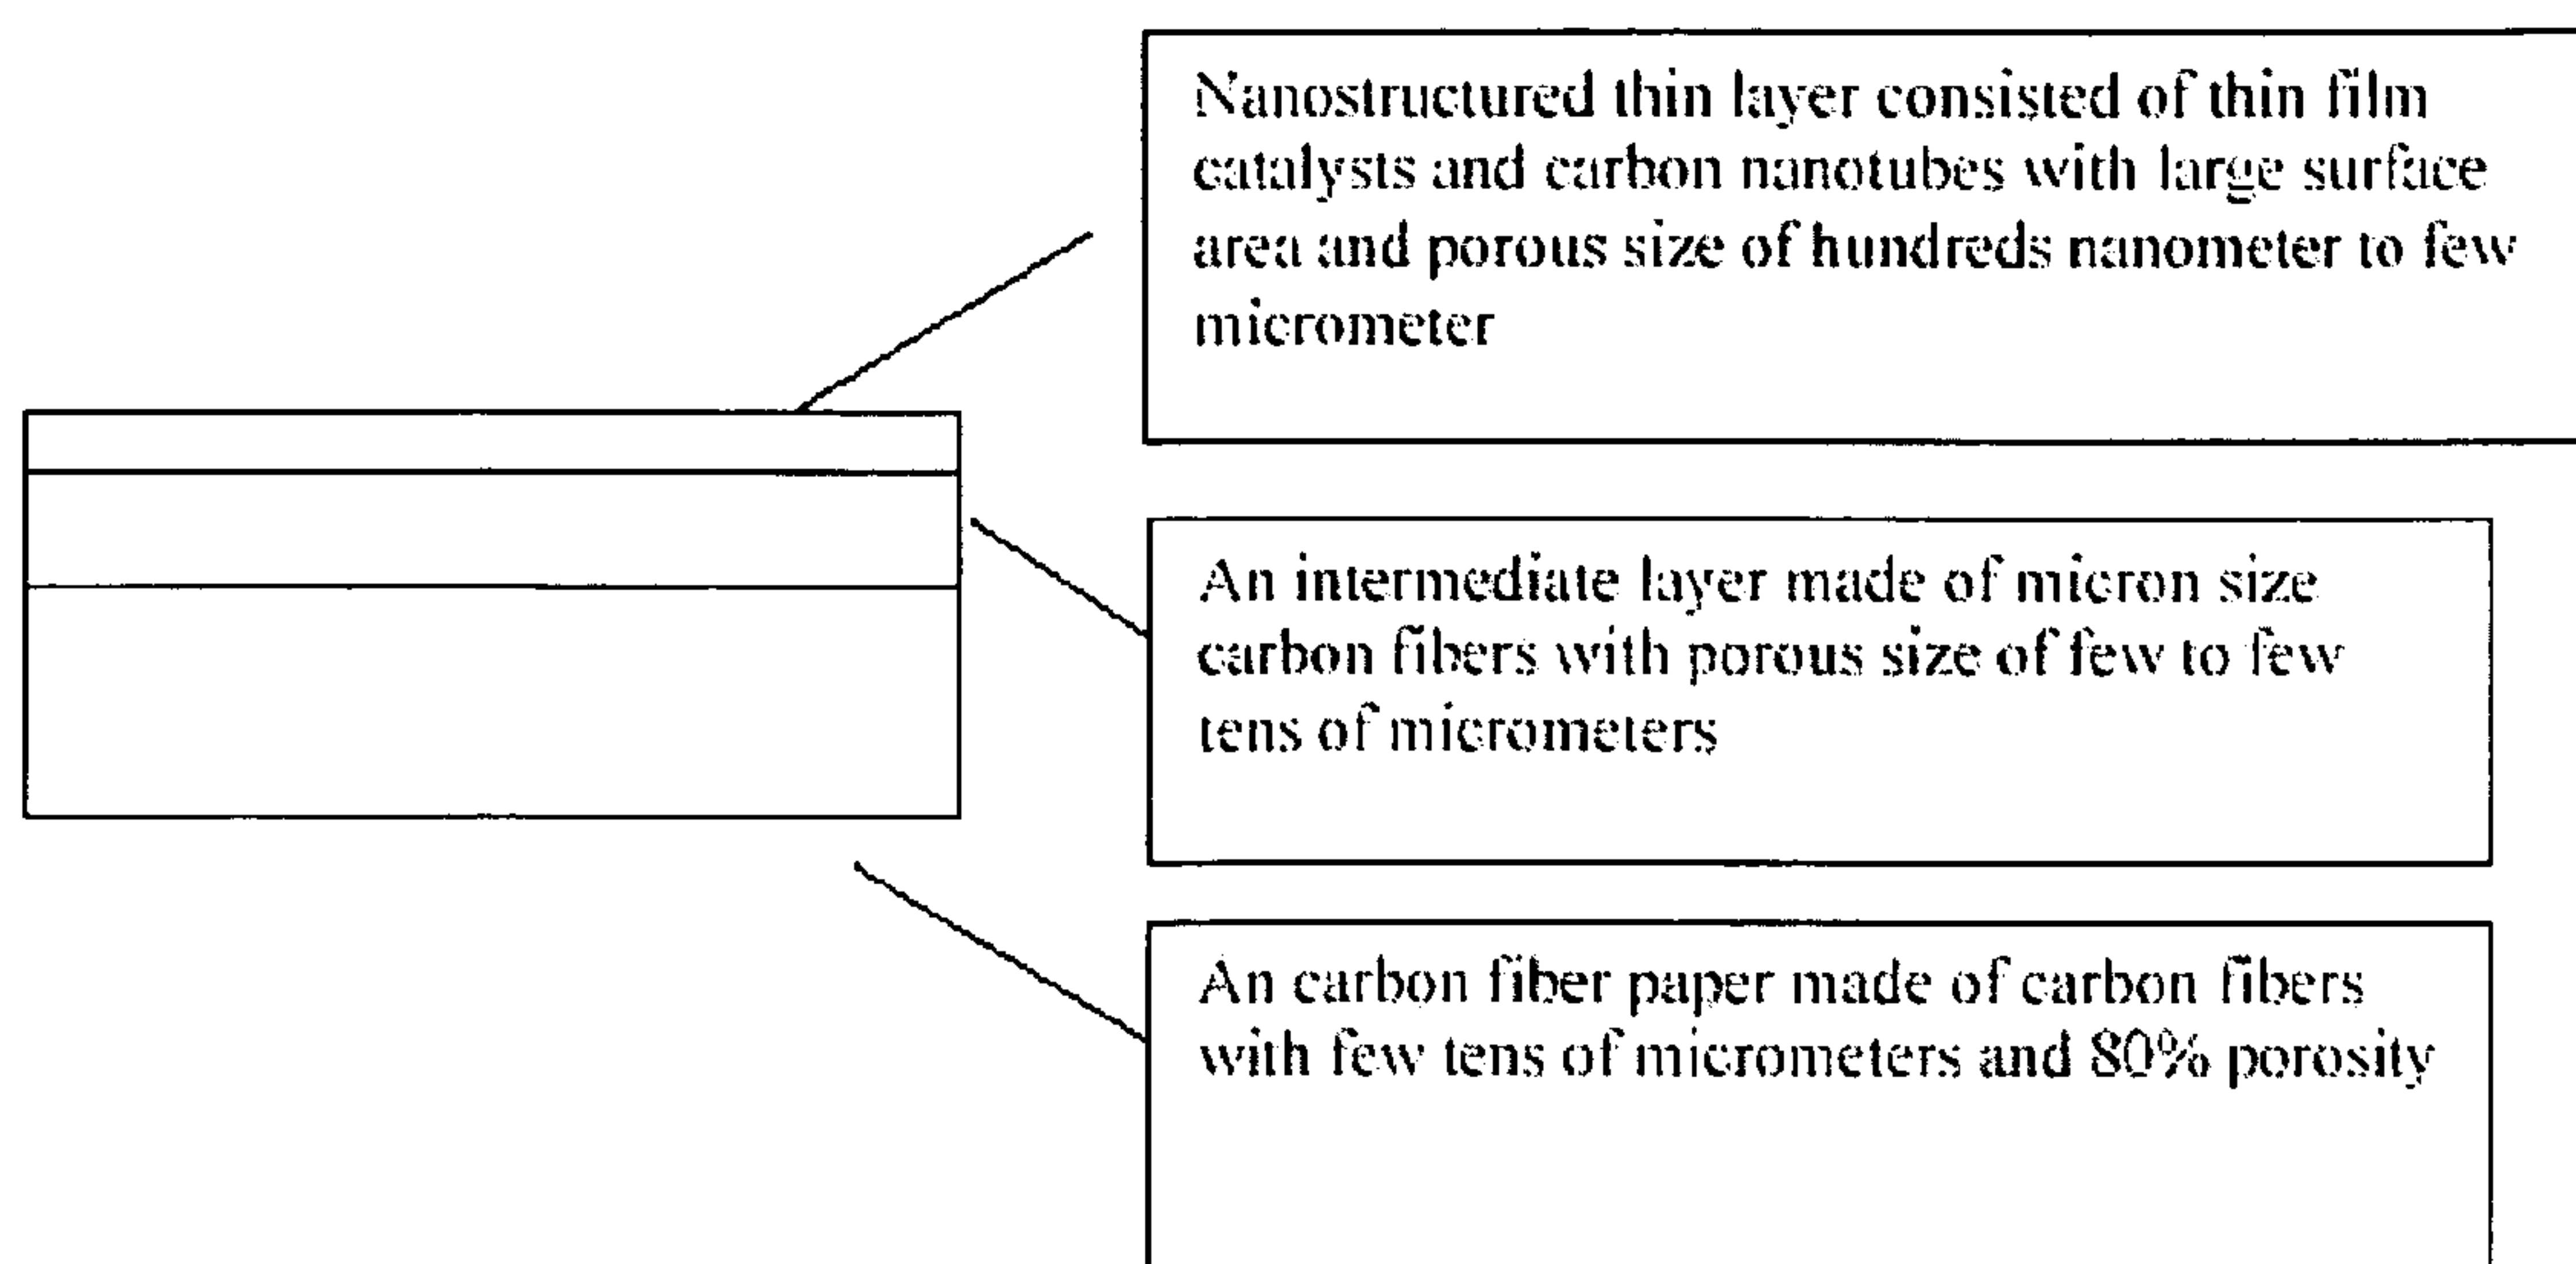 Nanostructured thin layer consisted of thin film
catalysts and carbon nanotubes with large surface
area and porous size of hundreds nanometer to few
micrometer
An intermediate layer made of micron size
carbon fibers with porous size of few to few
tens of micrometers
An carbon fiber paper made of carbon fibers
with few tens of micrometers and 80% porosity